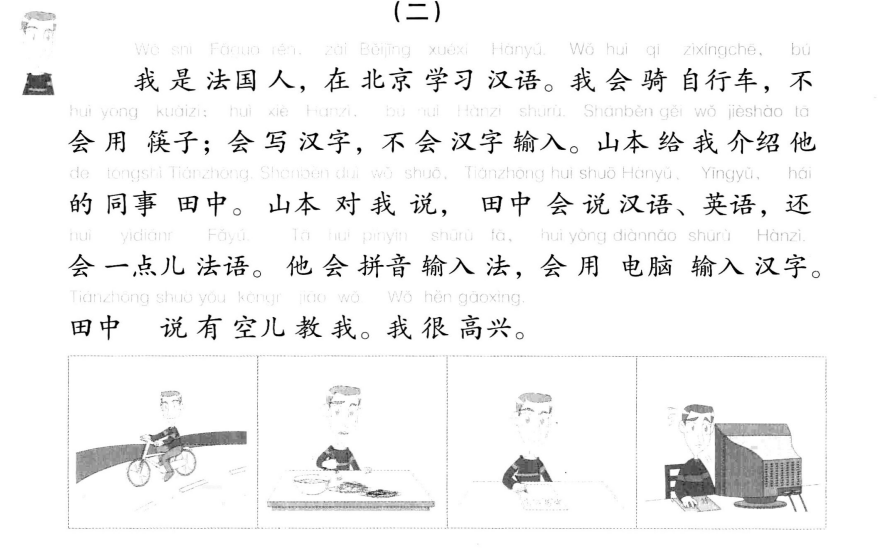 （二）
Wǒ shì Fǎguó rén, zài Běijīng xuéxí Hànyǔ. Wǒ huì qí zìxíngchē, bú
我是法国人，在北京学习汉语。我会骑自行车，不
huì yòng kuàizi; huì xiě Hànzì, bú huì Hànzì shūrù. Shānběn gěi wǒ jièshào tā
会用筷子；会写汉字，不会汉字输入。山本给我介绍他
de tóngshì Tiánzhōng. Shānběn duì wǒ shuō, Tiánzhōng huì shuō Hànyǔ、Yīngyǔ, hái
的同事田中。山本对我说，田中会说汉语、英语，还
huì yìdiǎnr Fǎyǔ. Tā huì pīnyīn shūrù fǎ, huì yòng diànnǎo shūrù Hànzì.
会一点儿法语。他会拼音输入法，会用电脑输入汉字。
Tiánzhōng shuō yǒu kòngr jiāo wǒ. Wǒ hěn gāoxìng.
田中说有空儿教我。我很高兴。